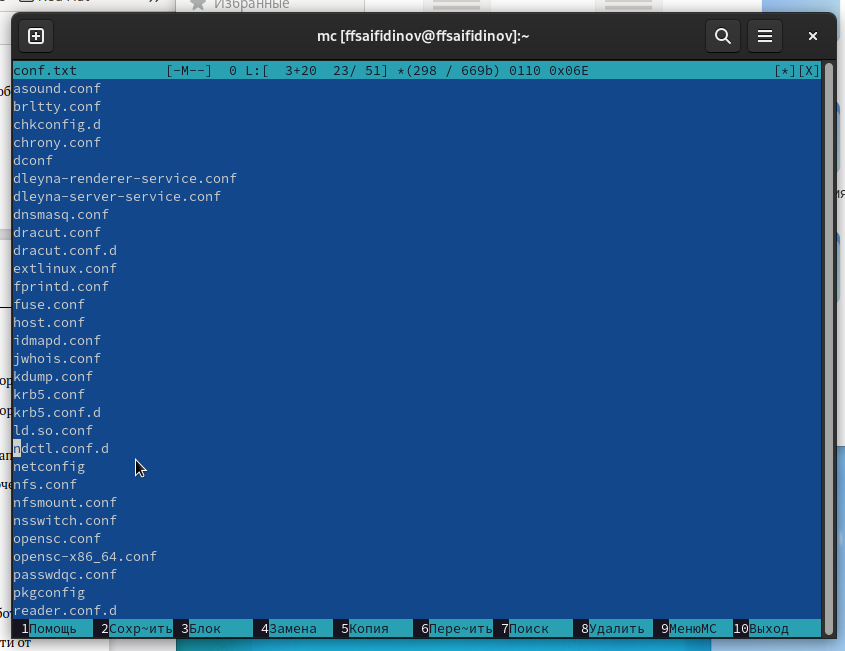 Избранные
mc [ffsaifidinov@ffsaifidinov]:~
conf.txt [-M--] 0 L:[ 3+20 23/ 51] *(298 / 669b) 0110 0x06E [*][X]
asound.conf
brltty.conf
chkconfig.d
chrony.conf
dconf
dleyna-renderer-service.conf
dleyna-server-service.conf
dnsmasq.conf
dracut.conf
dracut.conf.d
extlinux.conf
fprintd.conf
fuse.conf
host.conf
idmapd.conf
jwhois.conf
kdump.conf
krb5.conf
krb5.conf.d
ld.so.conf
ndctl.conf.d
netconfig
nfs.conf
nfsmount.conf
nsswitch.conf
opensc.conf
opensc-x86_64.conf
passwdqc.conf
pkgconfig
reader.conf.d
1Помощь 2Сохр~ить 3Блок 4Замена 5Копия 6Пере~ить 7Поиск 8Удалить 9МенюMC 10Выход
ти от